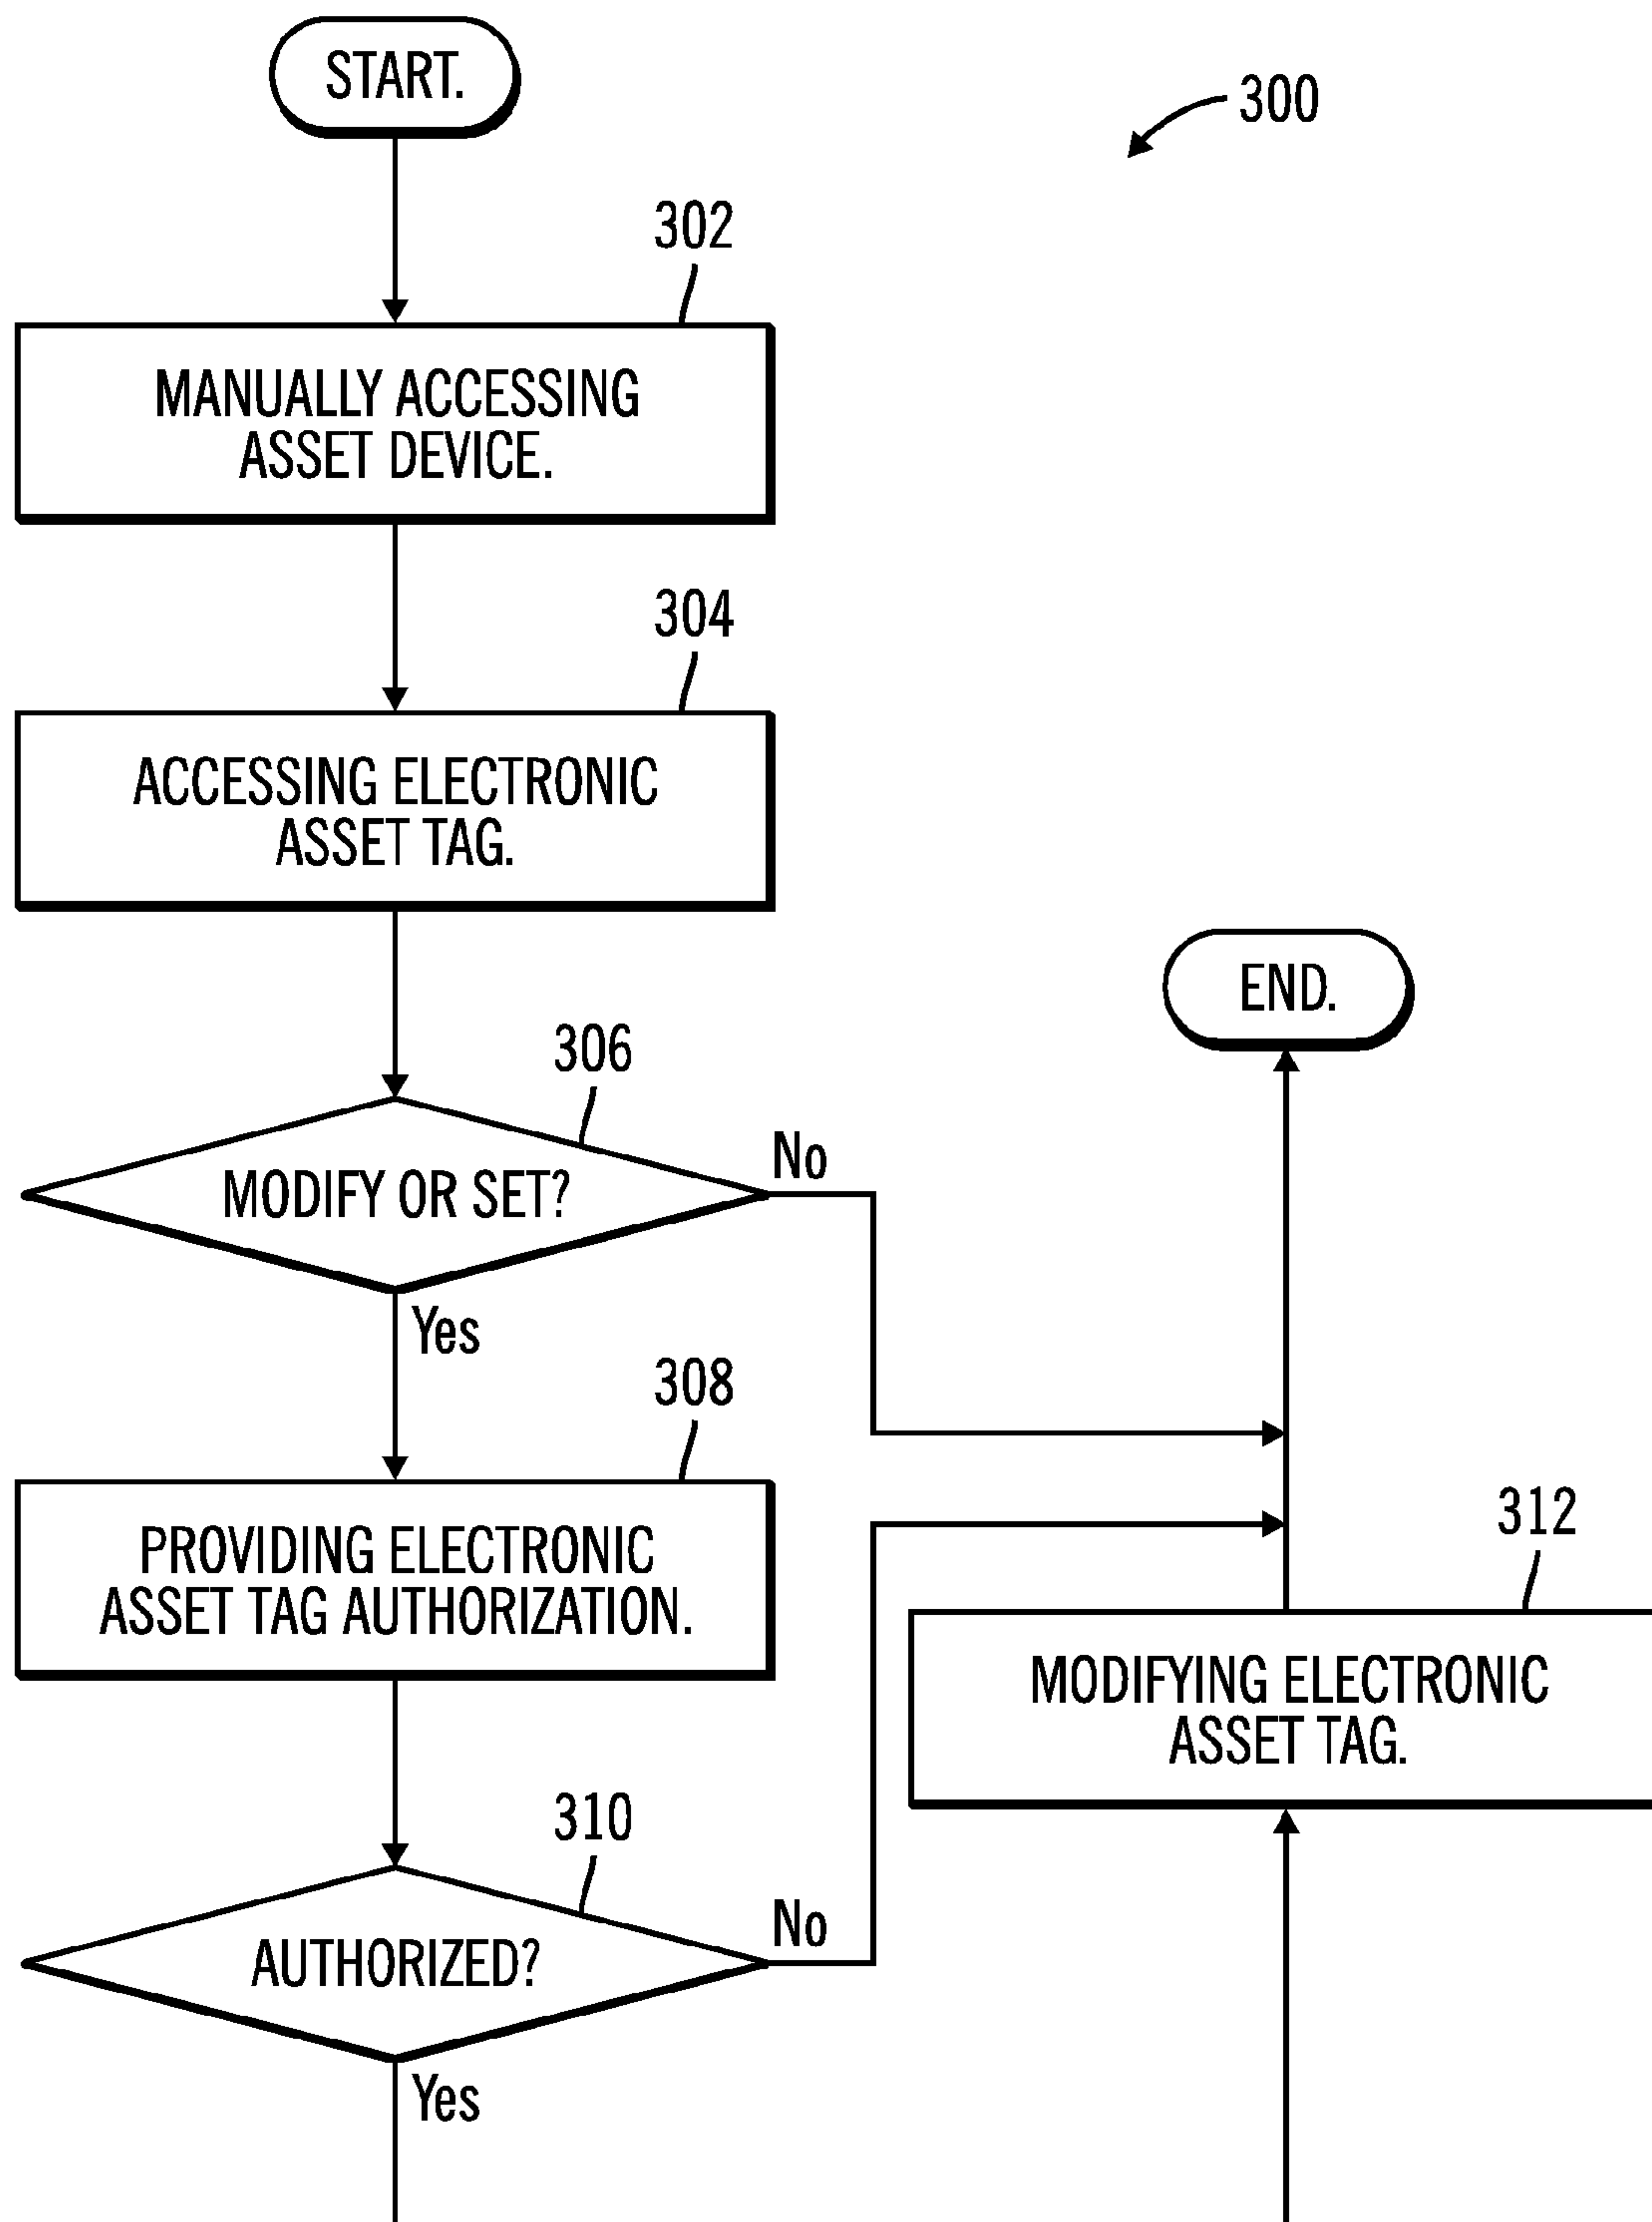 START.
300
302
MANUALLY ACCESSING
ASSET DEVICE.
304
ACCESSING ELECTRONIC
ASSET TAG.
END.
306
MODIFY OR SET?
No
Yes
308
PROVIDING ELECTRONIC
ASSET TAG AUTHORIZATION.
312
MODIFYING ELECTRONIC
ASSET TAG.
310
AUTHORIZED?
No
Yes